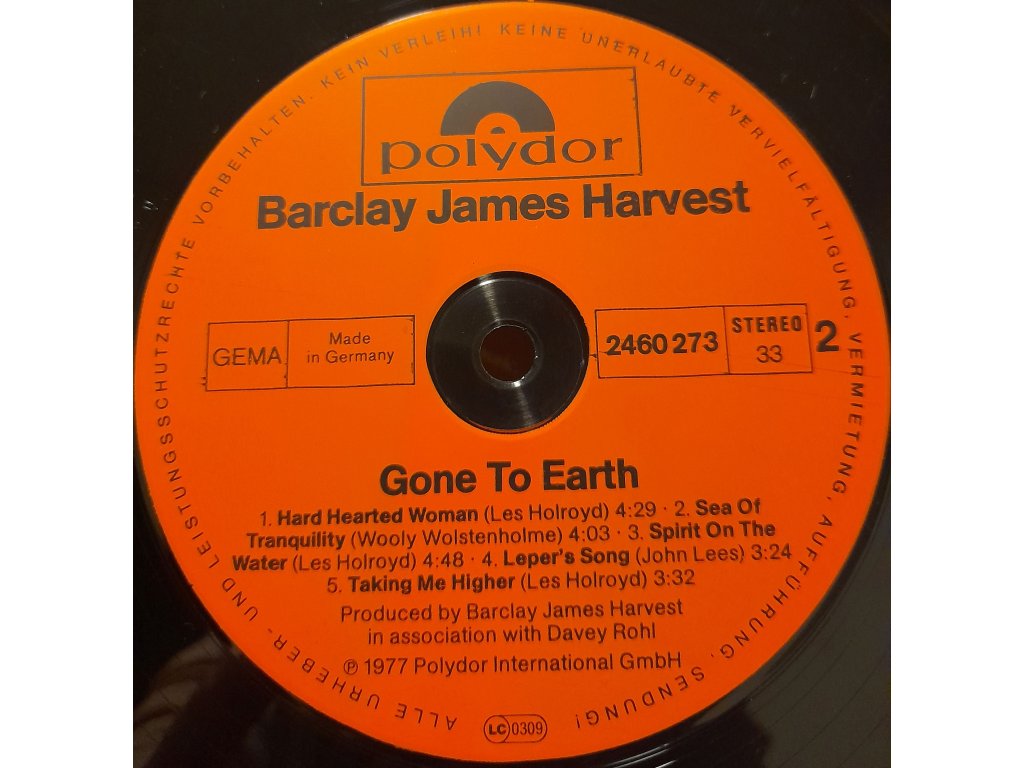 ALLE URHEBER- UND LEISTUNGSSCHUTZRECHTE VORBEHALTEN. KEIN VERLEIH! KEINE UNERLAUBTE VERVIELFÄLTIGUNG, VERMIETUNG, AUFFÜHRUNG, SENDUNG!
polydor
Barclay James Harvest
GEMA
Made
in Germany
2460 273
STEREO
33
2
Gone To Earth
1. Hard Hearted Woman (Les Holroyd) 4:29 · 2. Sea Of
Tranquility (Wooly Wolstenholme) 4:03 · 3. Spirit On The
Water (Les Holroyd) 4:48 · 4. Leper's Song (John Lees) 3:24
5. Taking Me Higher (Les Holroyd) 3:32
Produced by Barclay James Harvest
in association with Davey Rohl
℗ 1977 Polydor International GmbH
LC 0309